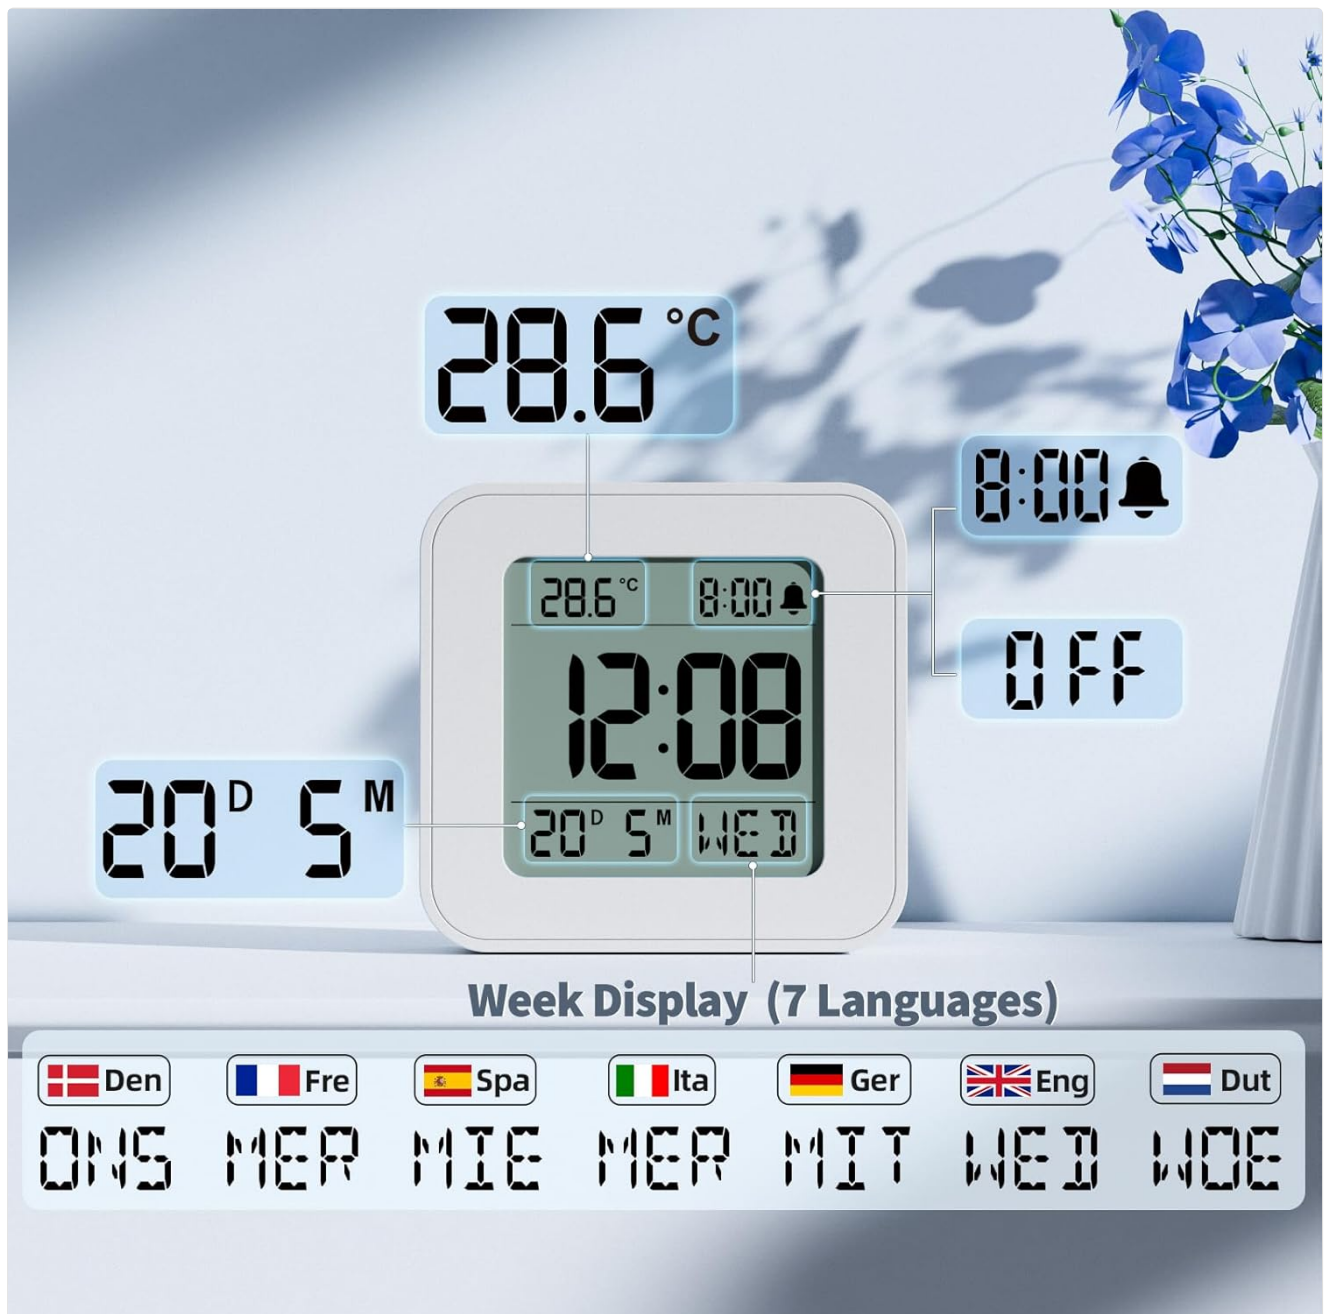 28.6 °C
8:00
OFF
28.6 °C 8:00
12:08
20 D 5 M WED
20 D 5 M
Week Display (7 Languages)
Den Fre Spa Ita Ger Eng Dut
ONS MER MIE MER MIT WED WOE